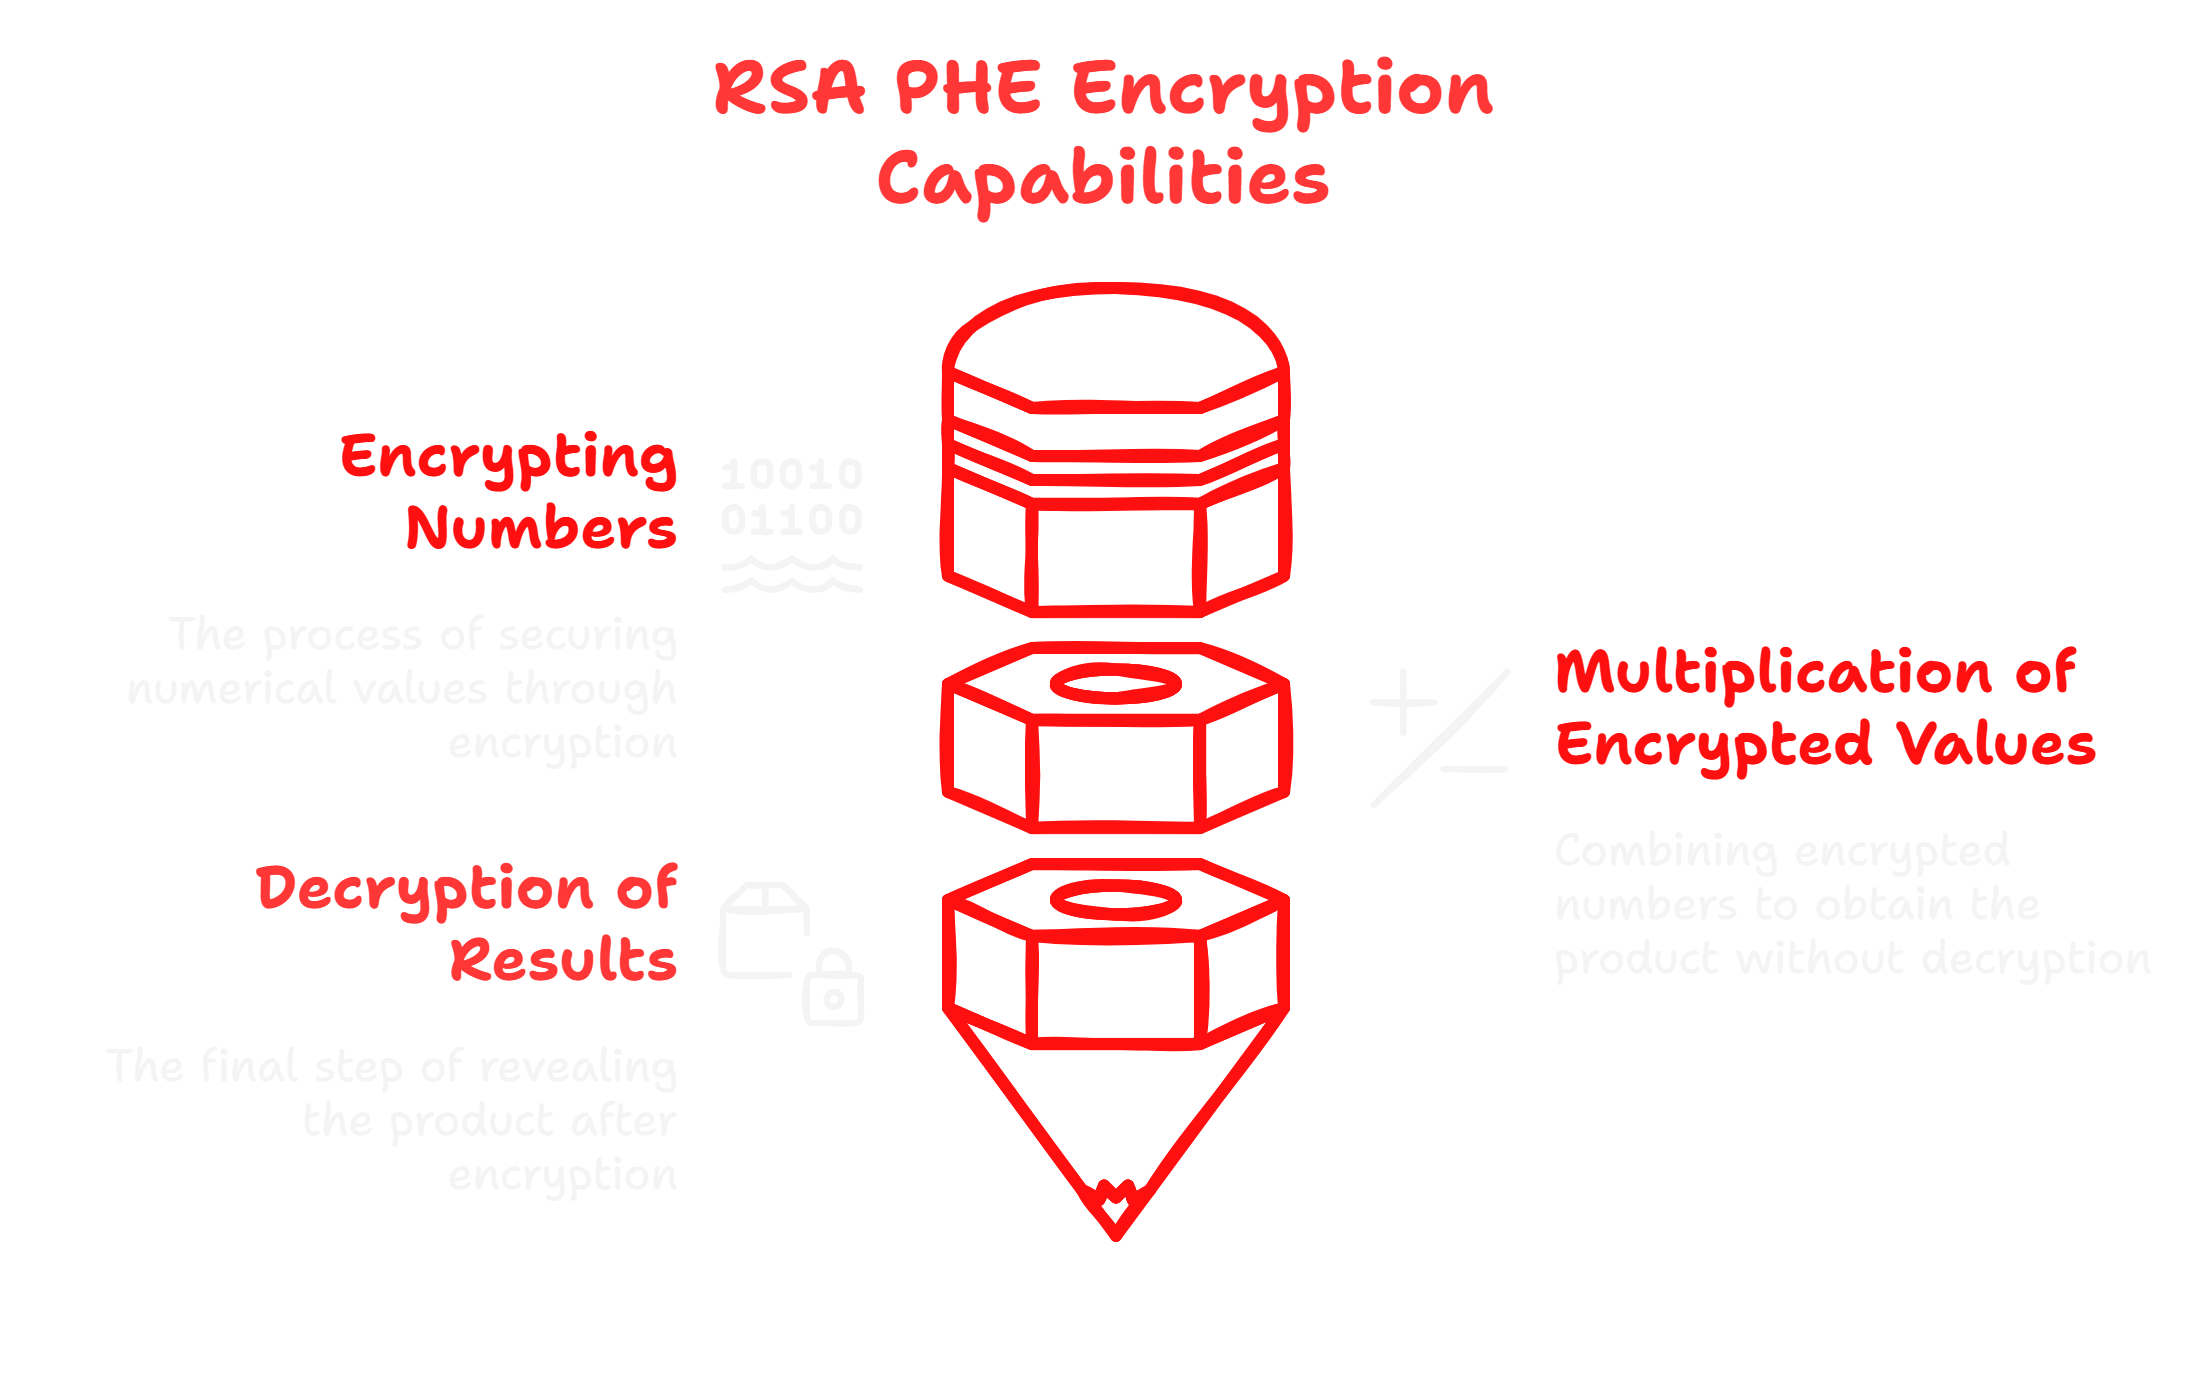 RSA PHE Encryption
Capabilities
Encrypting
Numbers
10010
01100
The process of securing
numerical values through
encryption
Multiplication of
Encrypted Values
Combining encrypted
numbers to obtain the
product without decryption
Decryption of
Results
The final step of revealing
the product after
encryption